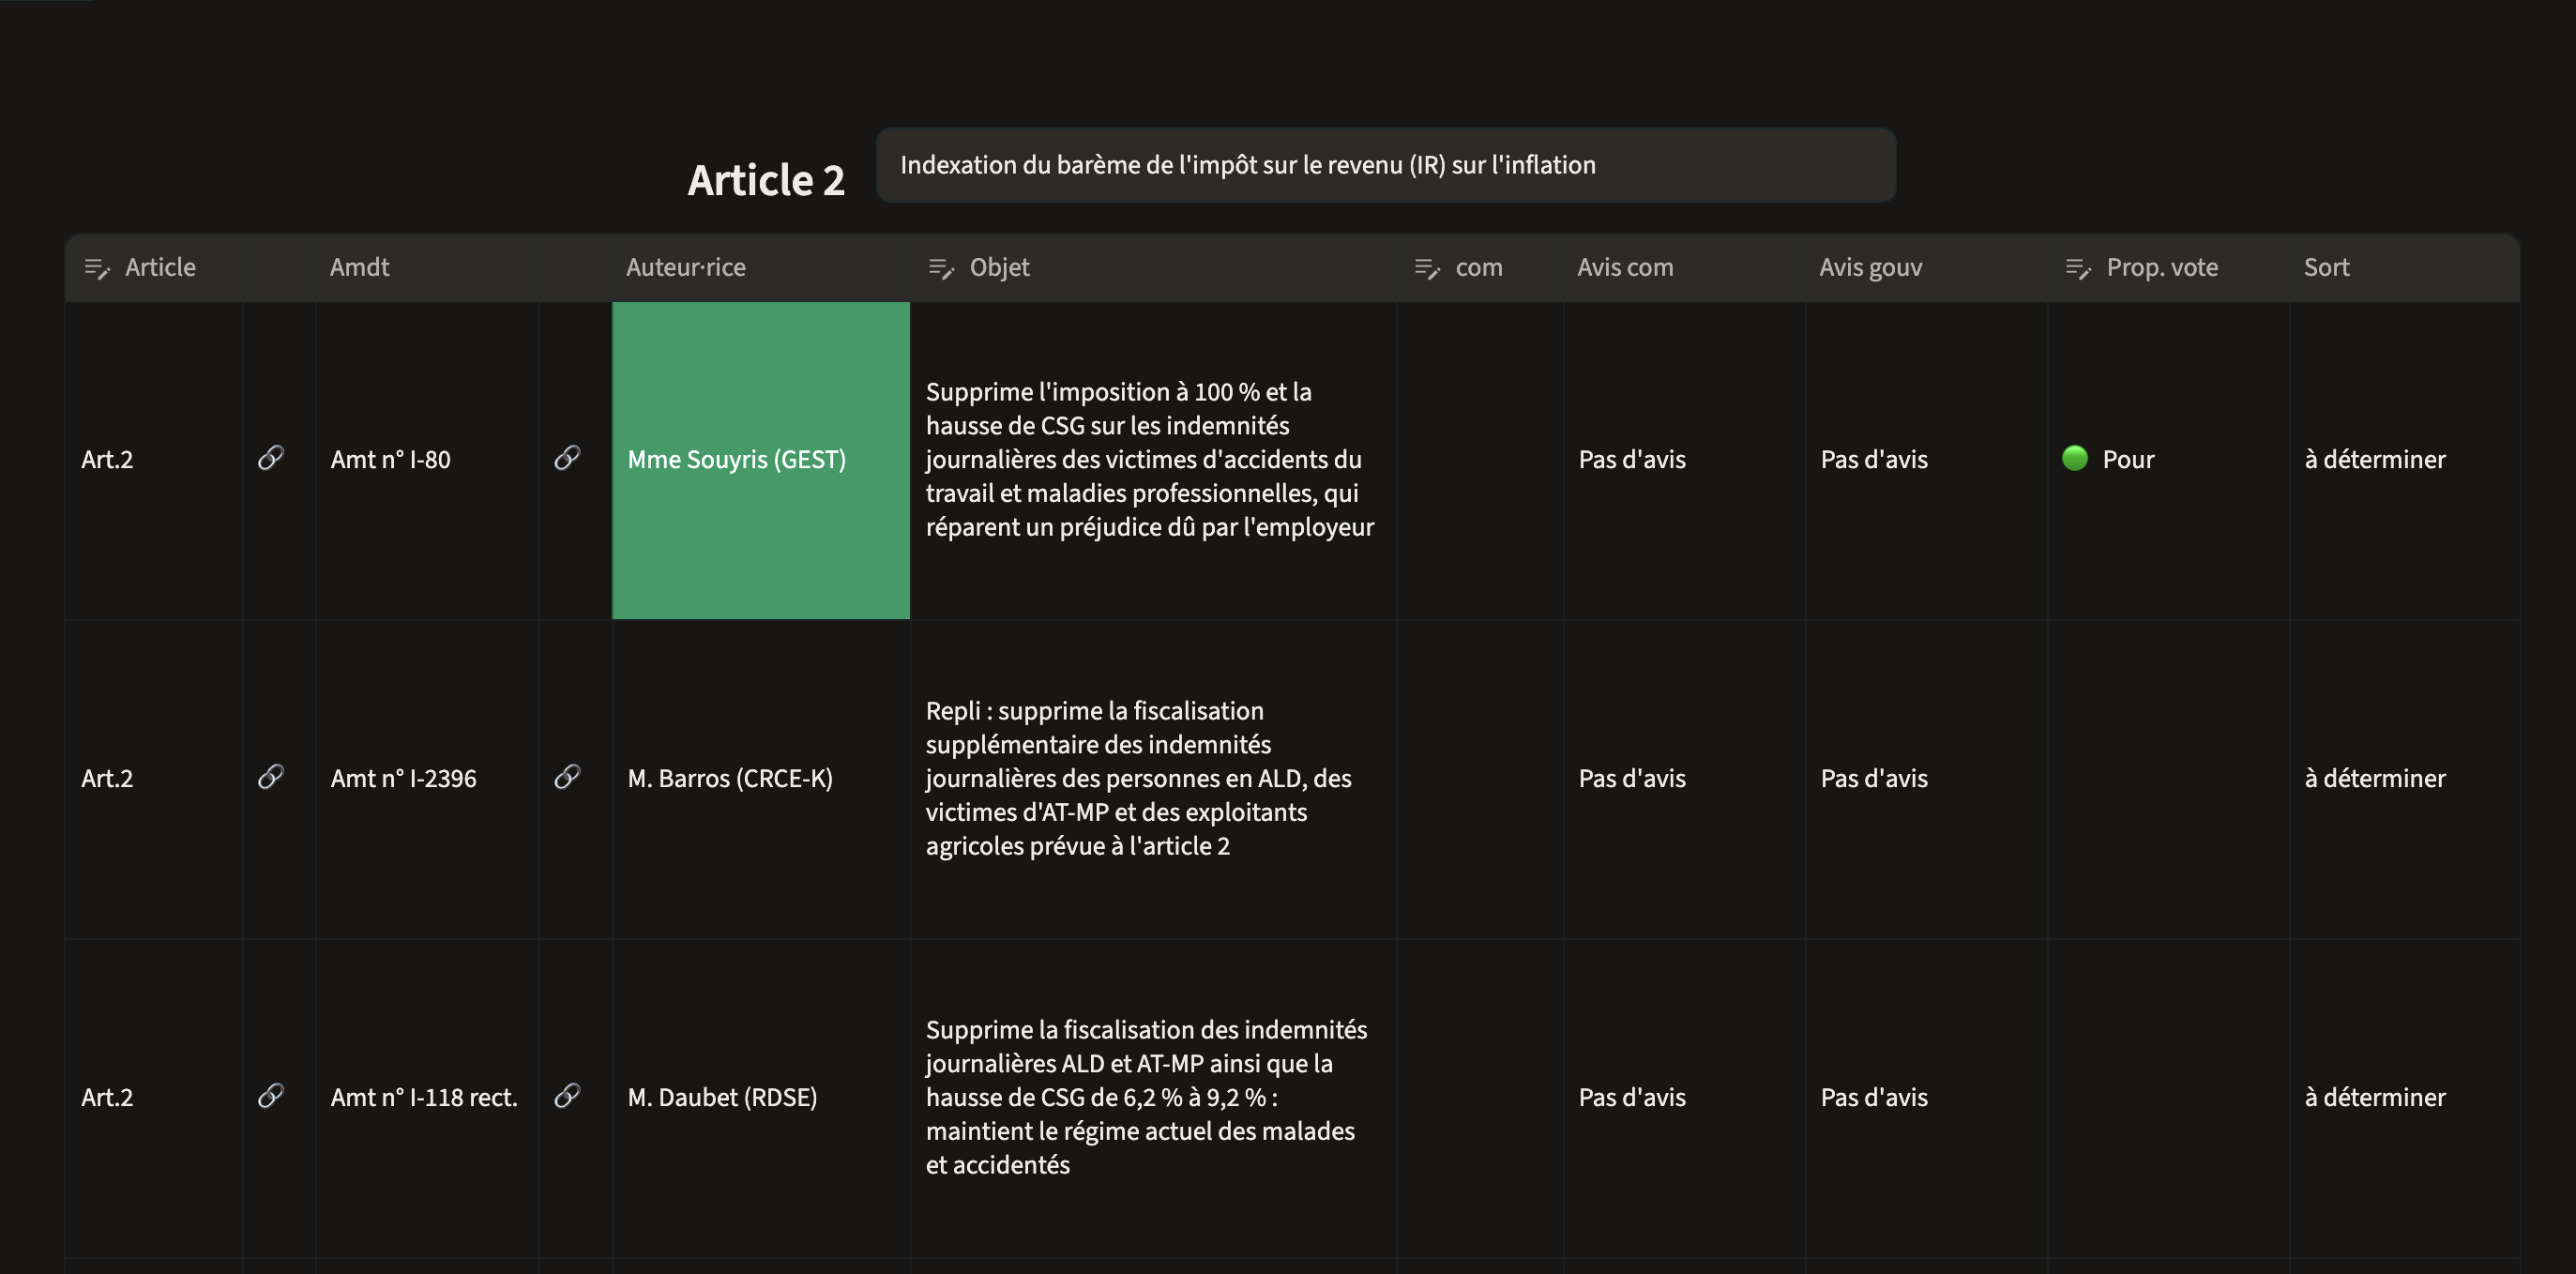 Article 2
Indexation du barème de l'impôt sur le revenu (IR) sur l'inflation
Article Amdt Auteur·rice Objet com Avis com Avis gouv Prop. vote Sort
Art.2
Amt n° I-80
Mme Souyris (GEST)
Supprime l'imposition à 100 % et la
hausse de CSG sur les indemnités
journalières des victimes d'accidents du
travail et maladies professionnelles, qui
réparent un préjudice dû par l'employeur
Pas d'avis
Pas d'avis
Pour
à déterminer
Art.2
Amt n° I-2396
M. Barros (CRCE-K)
Repli : supprime la fiscalisation
supplémentaire des indemnités
journalières des personnes en ALD, des
victimes d'AT-MP et des exploitants
agricoles prévue à l'article 2
Pas d'avis
Pas d'avis
à déterminer
Art.2
Amt n° I-118 rect.
M. Daubet (RDSE)
Supprime la fiscalisation des indemnités
journalières ALD et AT-MP ainsi que la
hausse de CSG de 6,2 % à 9,2 % :
maintient le régime actuel des malades
et accidentés
Pas d'avis
Pas d'avis
à déterminer